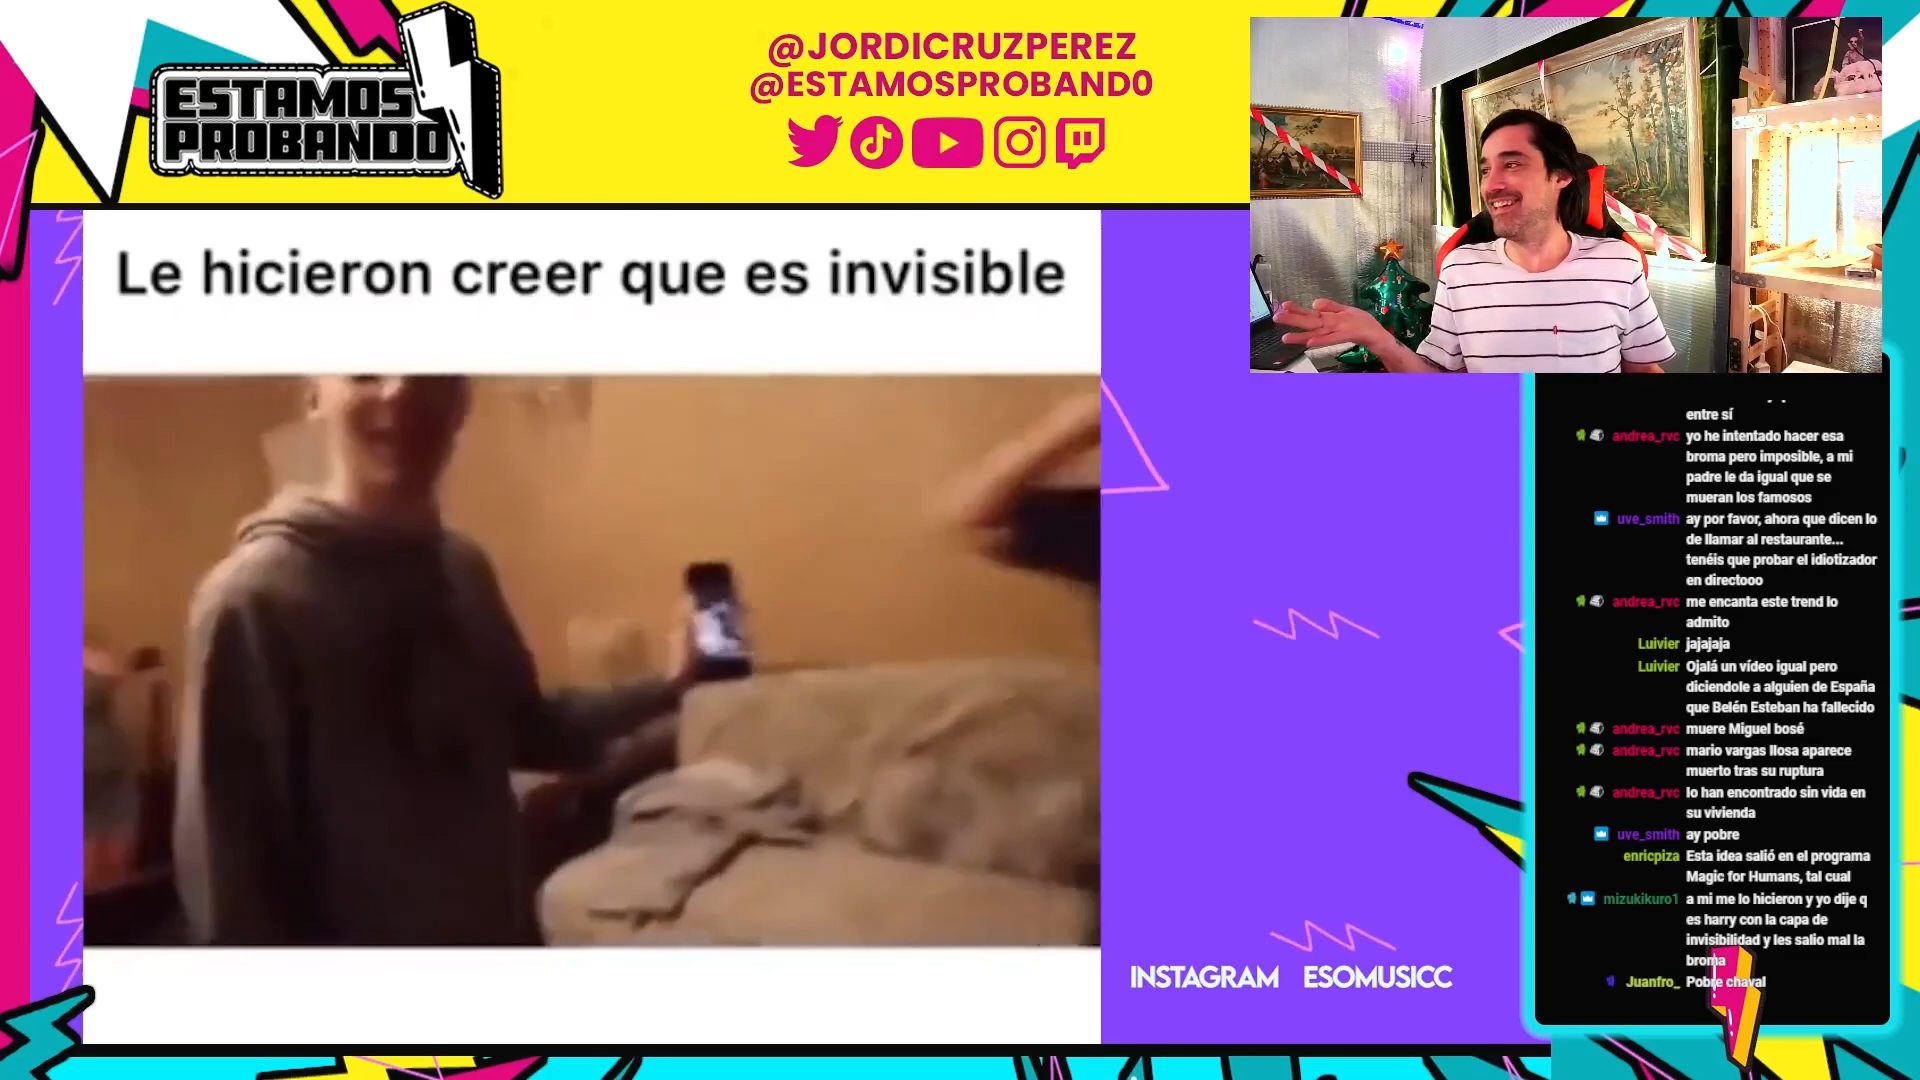 ESTAMOS
PROBANDO
@JORDICRUZPEREZ
@ESTAMOSPROBAND0
Le hicieron creer que es invisible
INSTAGRAM ESOMUSICC
entre sí
andrea_rvc yo he intentado hacer esa
broma pero imposible, a mi
padre le da igual que se
mueran los famosos
uve_smith ay por favor, ahora que dicen lo
de llamar al restaurante...
tenéis que probar el idiotizador
en directooo
andrea_rvc me encanta este trend lo
admito
Luivier jajajaja
Luivier Ojalá un vídeo igual pero
diciendole a alguien de España
que Belén Esteban ha fallecido
andrea_rvc muere Miguel bosé
andrea_rvc mario vargas llosa aparece
muerto tras su ruptura
andrea_rvc lo han encontrado sin vida en
su vivienda
uve_smith ay pobre
enricpiza Esta idea salió en el programa
Magic for Humans, tal cual
mizukikuro1 a mi me lo hicieron y yo dije q
es harry con la capa de
invisibilidad y les salio mal la
broma
Juanfro_ Pobre chaval